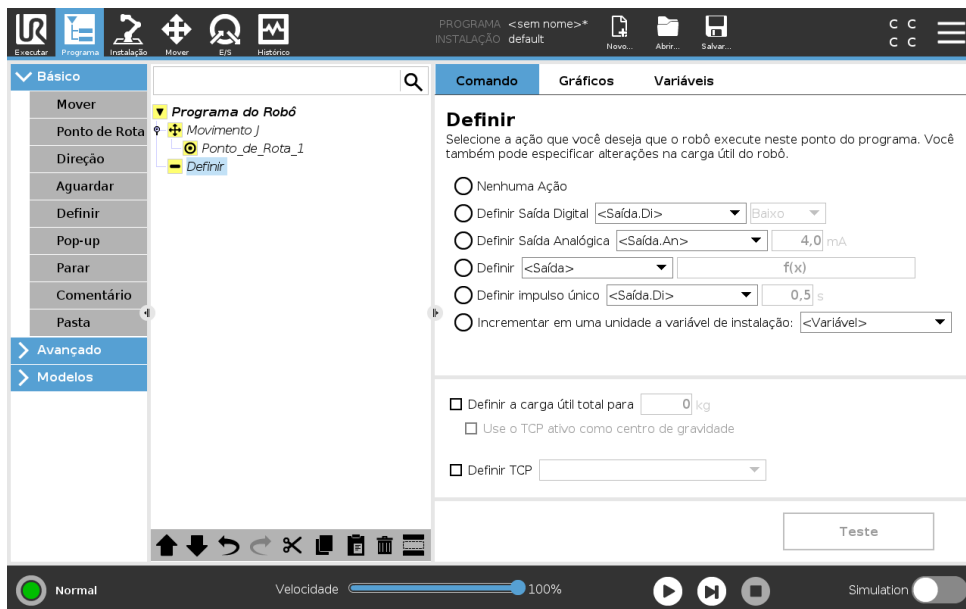 PROGRAMA <sem nome>*
INSTALAÇÃO default
UR
Executar Programa Instalação Mover E/S Histórico Novo... Abrir... Salvar...
C C
C C
Básico
Mover
Ponto de Rota
Direção
Aguardar
Definir
Pop-up
Parar
Comentário
Pasta
Avançado
Modelos
Programa do Robô
Movimento J
Ponto_de_Rota_1
Definir
Comando Gráficos Variáveis
Definir
Selecione a ação que você deseja que o robô execute neste ponto do programa. Você
também pode especificar alterações na carga útil do robô.
Nenhuma Ação
Definir Saída Digital <Saída.Di> Baixo
Definir Saída Analógica <Saída.An> 4,0 mA
Definir <Saída> f(x)
Definir impulso único <Saída.Di> 0,5 s
Incrementar em uma unidade a variável de instalação: <Variável>
Definir a carga útil total para 0 kg
Use o TCP ativo como centro de gravidade
Definir TCP
Teste
Normal Velocidade 100% Simulation